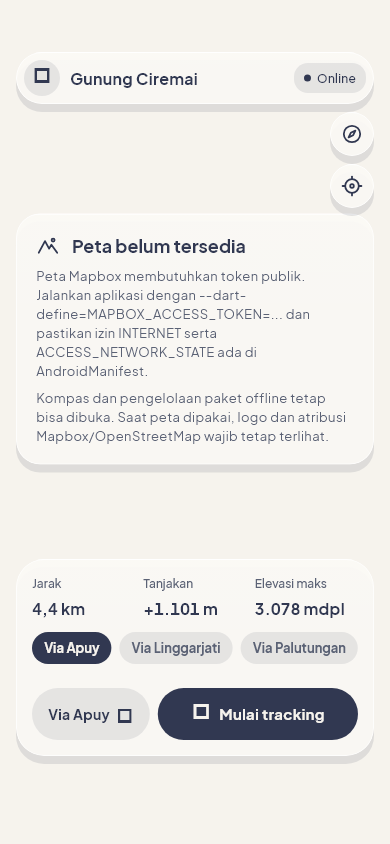 Gunung Ciremai
Online
Peta belum tersedia
Peta Mapbox membutuhkan token publik.
Jalankan aplikasi dengan --dart-
define=MAPBOX_ACCESS_TOKEN=... dan
pastikan izin INTERNET serta
ACCESS_NETWORK_STATE ada di
AndroidManifest.
Kompas dan pengelolaan paket offline tetap
bisa dibuka. Saat peta dipakai, logo dan atribusi
Mapbox/OpenStreetMap wajib tetap terlihat.
Jarak Tanjakan Elevasi maks
4,4 km +1.101 m 3.078 mdpl
Via Apuy Via Linggarjati Via Palutungan
Via Apuy Mulai tracking